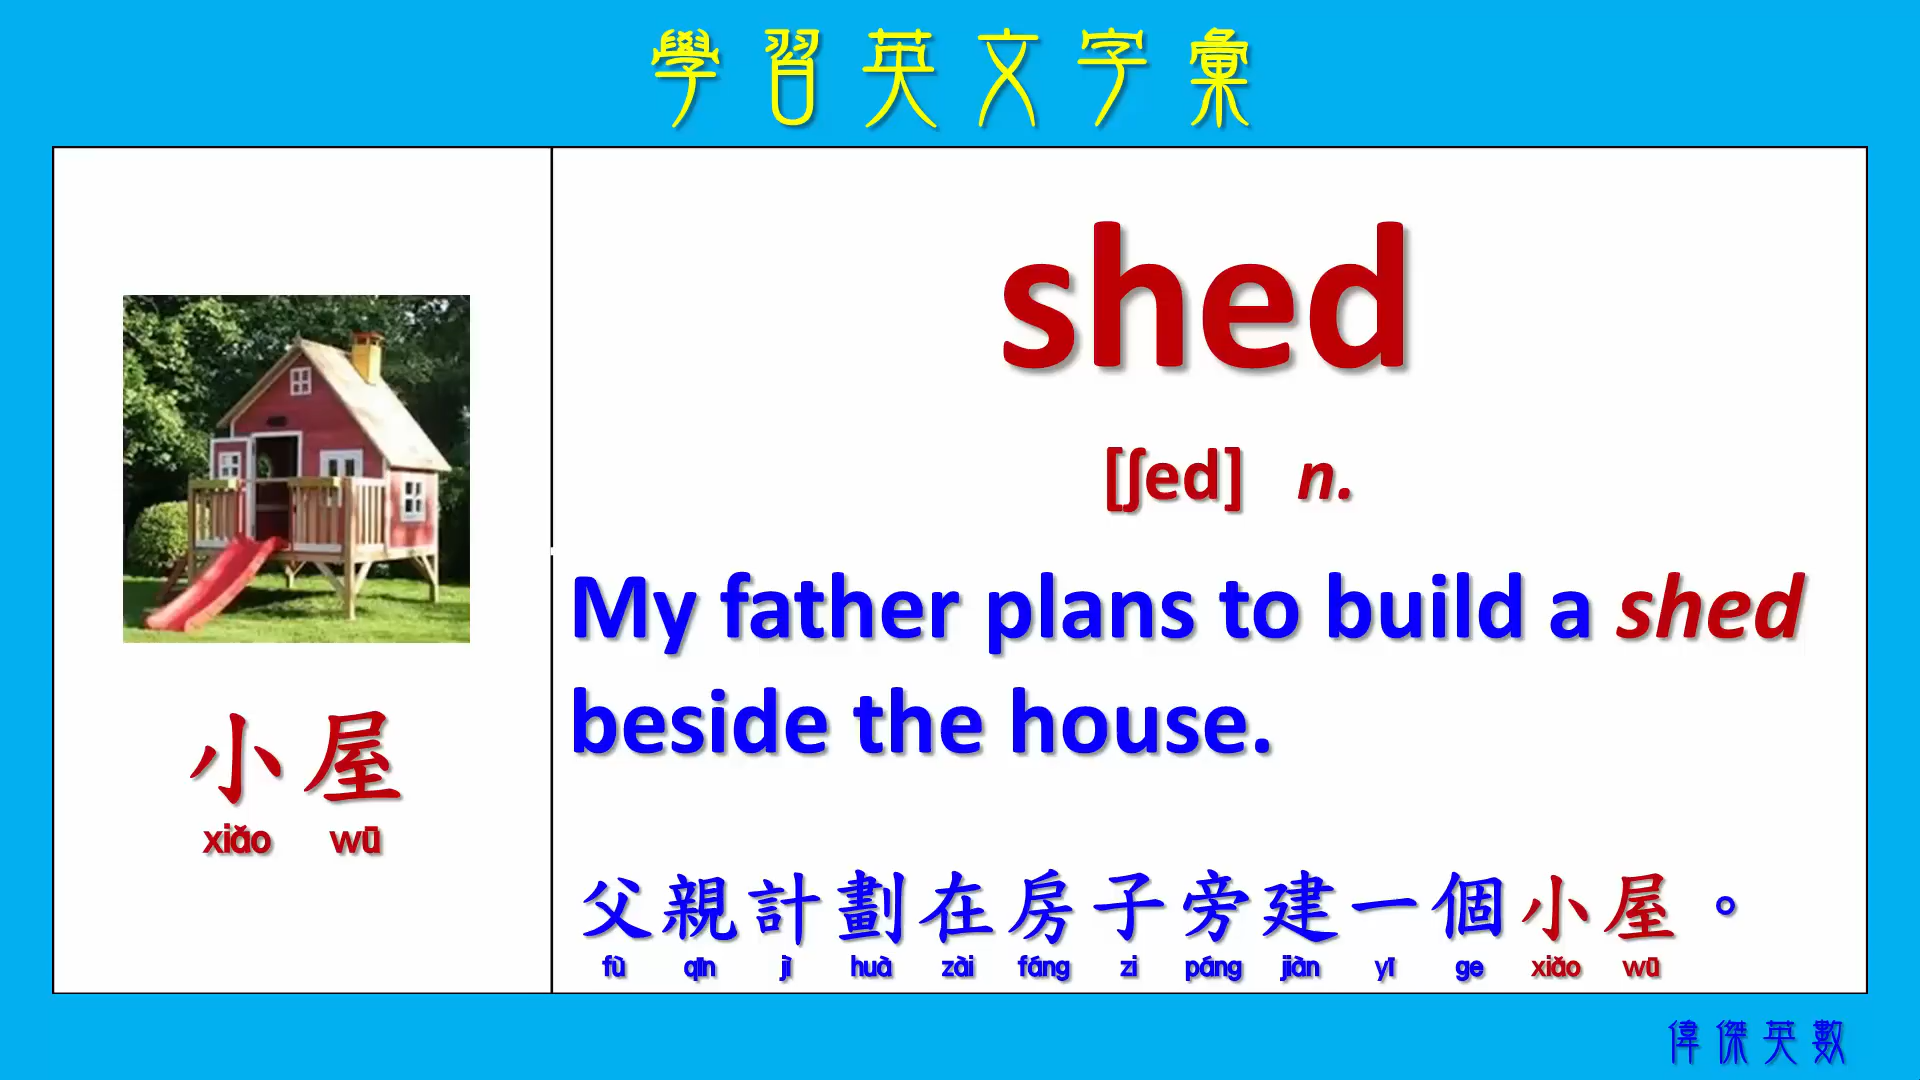 學習英文字彙
shed
[ʃed] n.
My father plans to build a shed
beside the house.
小屋
xiǎo wū
父親計劃在房子旁建一個小屋。
fù qīn jì huà zài fáng zi páng jiàn yī ge xiǎo wū
偉傑英數